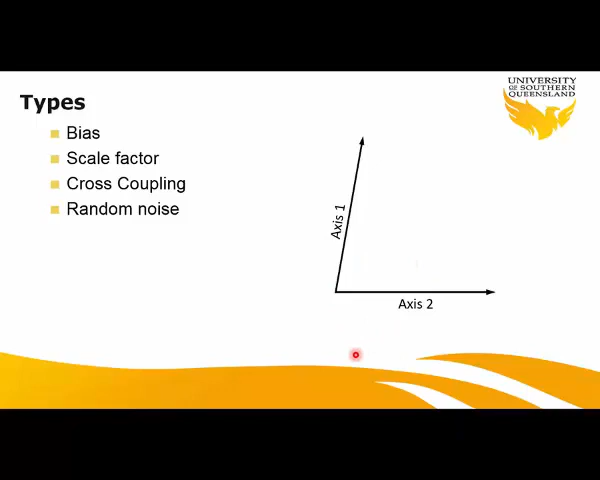 UNIVERSITY
OF SOUTHERN
QUEENSLAND
Types
Bias
Scale factor
Cross Coupling
Random noise
Axis 1
Axis 2